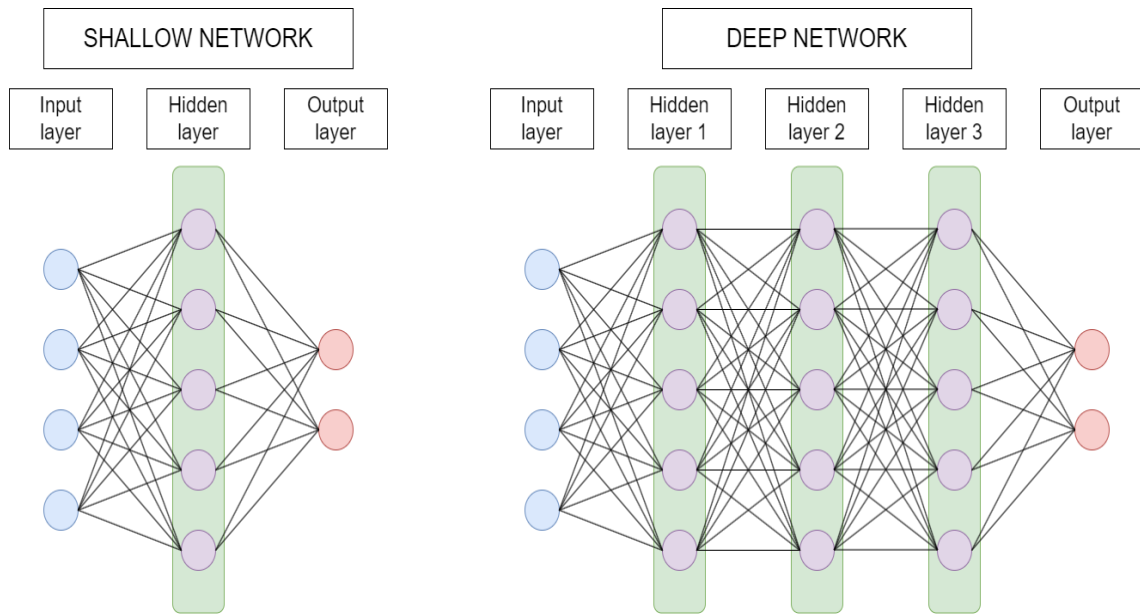 SHALLOW NETWORK
Input
layer
Hidden
layer
Output
layer
DEEP NETWORK
Input
layer
Hidden
layer 1
Hidden
layer 2
Hidden
layer 3
Output
layer